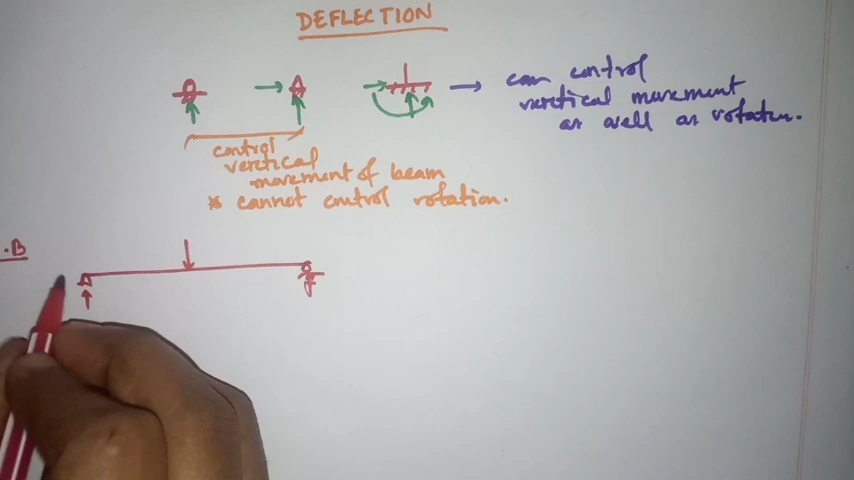 DEFLECTION
can control
vertical movement
as well as rotation.
control
vertical
movement of beam
* cannot control rotation.
.B